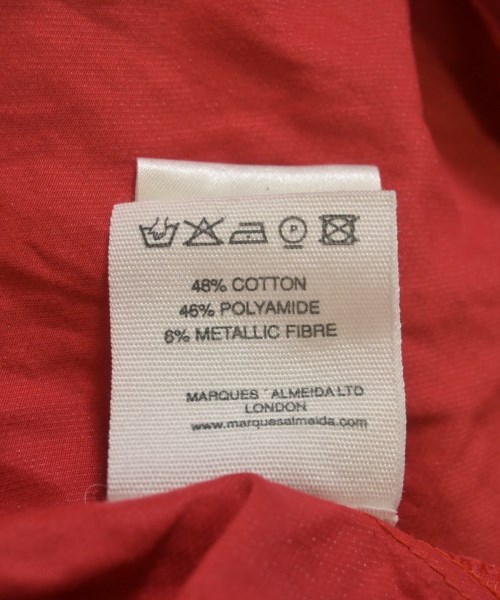 P
48% COTTON
46% POLYAMIDE
6% METALLIC FIBRE
MARQUES ´ALMEIDA LTD
LONDON
www.marquesalmeida.com